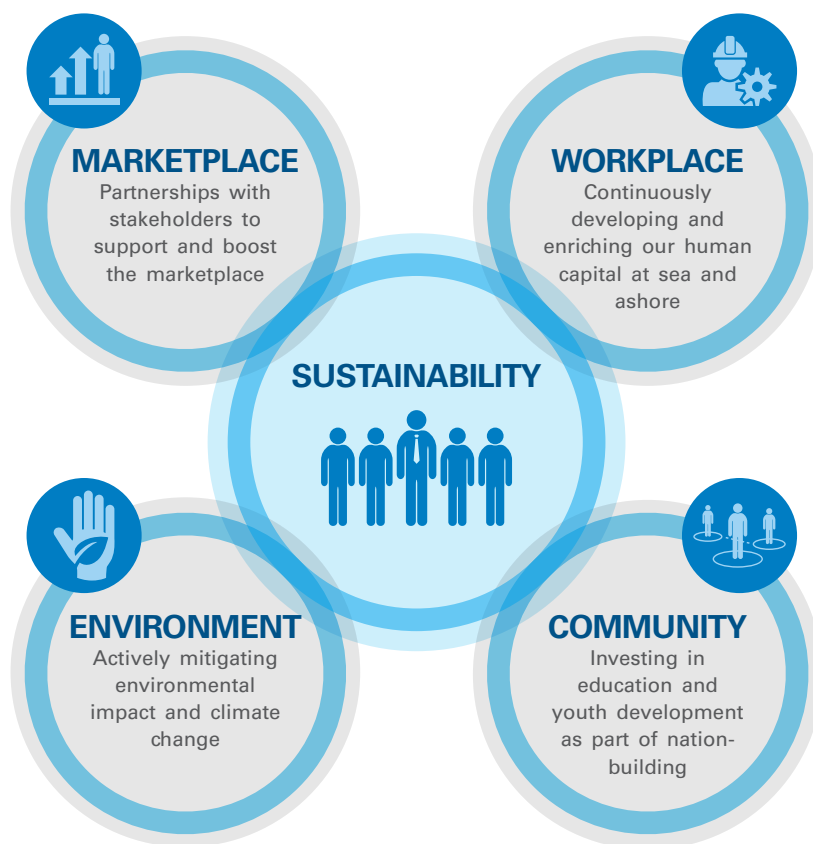 MARKETPLACE
Partnerships with
stakeholders to
support and boost
the marketplace
WORKPLACE
Continuously
developing and
enriching our human
capital at sea and
ashore
SUSTAINABILITY
ENVIRONMENT
Actively mitigating
environmental
impact and climate
change
COMMUNITY
Investing in
education and
youth development
as part of nation-
building